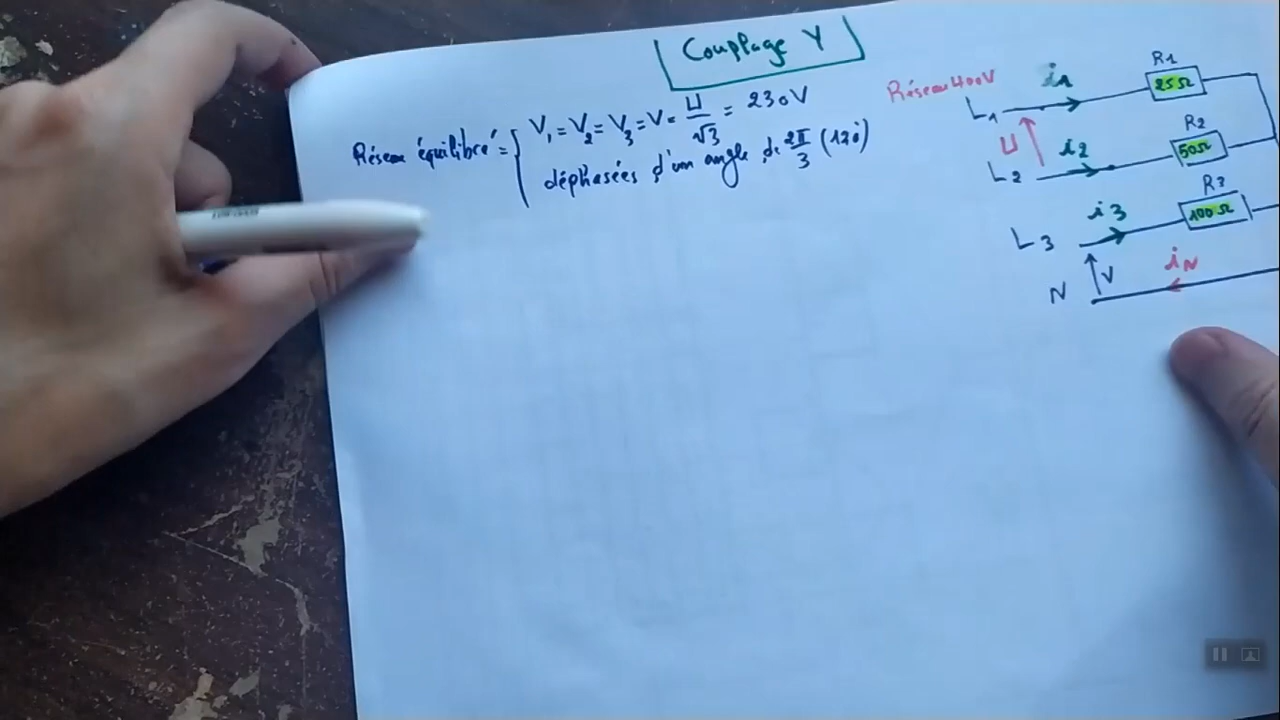 Couplage Y
Réseau équilibré = { V₁ = V₂ = V₃ = V = U/√3 = 230V
déphasées d'un angle de 2π/3 (120)
Réseau 400V
L₁ i₁ R1 25Ω
U
L₂ i₂ R2 50Ω
L₃ i₃ R3 100Ω
V
N iN